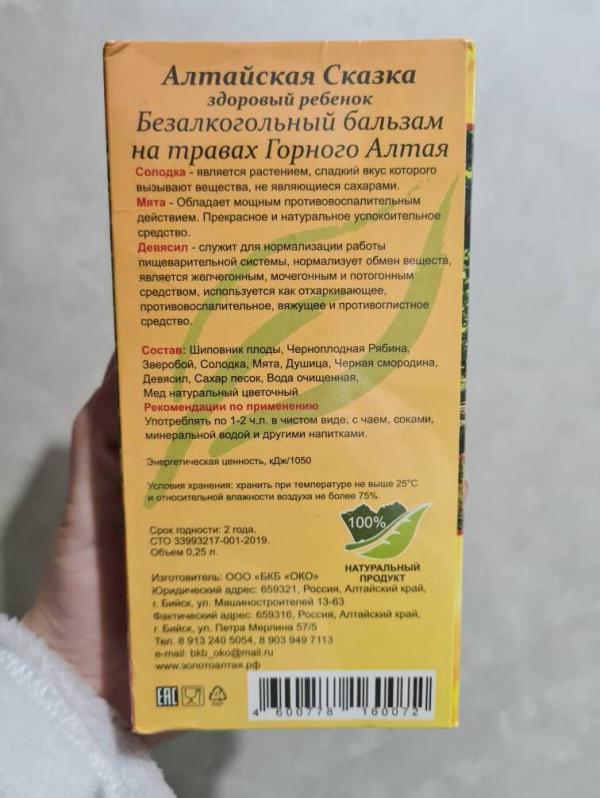 Алтайская Сказка
здоровый ребенок
Безалкогольный бальзам
на травах Горного Алтая
Солодка - является растением, сладкий вкус которого
вызывают вещества, не являющиеся сахарами.
Мята - Обладает мощным противовоспалительным
действием. Прекрасное и натуральное успокоительное
средство.
Девясил - служит для нормализации работы
пищеварительной системы, нормализует обмен веществ,
является желчегонным, мочегонным и потогонным
средством, используется как отхаркивающее,
противовоспалительное, вяжущее и противоглистное
средство.
Состав: Шиповник плоды, Черноплодная Рябина,
Зверобой, Солодка, Мята, Душица, Черная смородина,
Девясил, Сахар песок, Вода очищенная,
Мед натуральный цветочный
Рекомендации по применению
Употреблять по 1-2 ч.л. в чистом виде, с чаем, соками,
минеральной водой и другими напитками.
Энергетическая ценность, кДж/1050
Условия хранения: хранить при температуре не выше 25°С
и относительной влажности воздуха не более 75%.
Срок годности: 2 года.
СТО 33993217-001-2019.
Объем 0,25 л.
100%
НАТУРАЛЬНЫЙ
ПРОДУКТ
Изготовитель: ООО «БКБ «ОКО»
Юридический адрес: 659321, Россия, Алтайский край,
г. Бийск, ул. Машиностроителей 13-63
Фактический адрес: 659316, Россия, Алтайский край,
г. Бийск, ул. Петра Мерлина 57/5
Тел. 8 913 240 5054, 8 903 949 7113
e-mail: bkb_oko@mail.ru
www.золотоалтая.рф
EAC
4 600778 160072